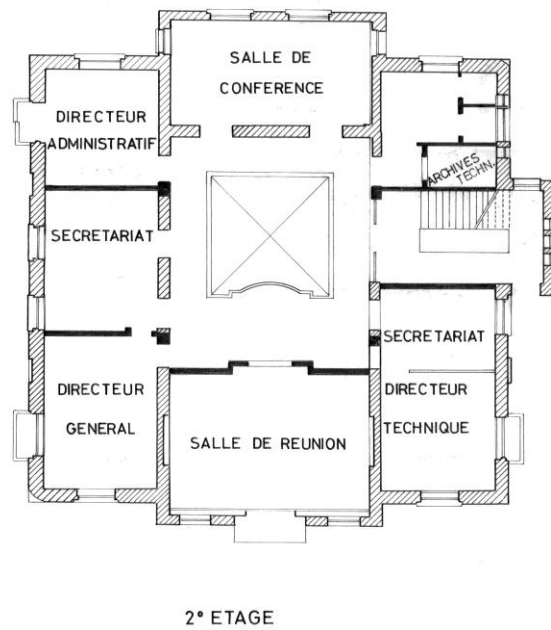 SALLE DE
CONFERENCE
DIRECTEUR
ADMINISTRATIF
ARCHIVES
TECHN.
SECRETARIAT
SECRETARIAT
DIRECTEUR
GENERAL
DIRECTEUR
TECHNIQUE
SALLE DE REUNION
2° ETAGE